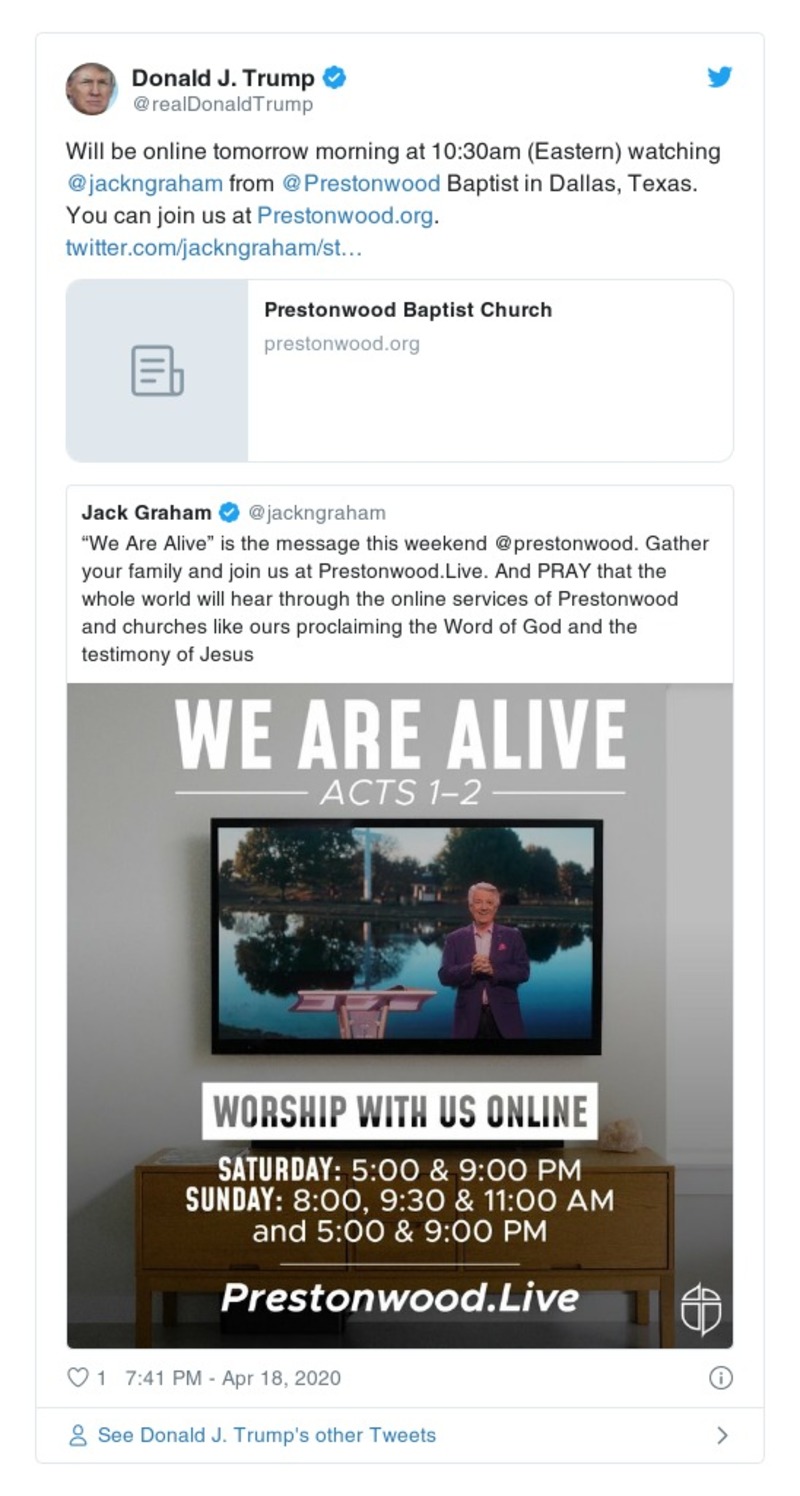 Donald J. Trump
@realDonaldTrump
Will be online tomorrow morning at 10:30am (Eastern) watching
@jackngraham from @Prestonwood Baptist in Dallas, Texas.
You can join us at Prestonwood.org.
twitter.com/jackngraham/st…
Prestonwood Baptist Church
prestonwood.org
Jack Graham @jackngraham
“We Are Alive” is the message this weekend @prestonwood. Gather
your family and join us at Prestonwood.Live. And PRAY that the
whole world will hear through the online services of Prestonwood
and churches like ours proclaiming the Word of God and the
testimony of Jesus
WE ARE ALIVE
ACTS 1–2
WORSHIP WITH US ONLINE
SATURDAY: 5:00 & 9:00 PM
SUNDAY: 8:00, 9:30 & 11:00 AM
and 5:00 & 9:00 PM
Prestonwood.Live
1 7:41 PM - Apr 18, 2020
See Donald J. Trump's other Tweets